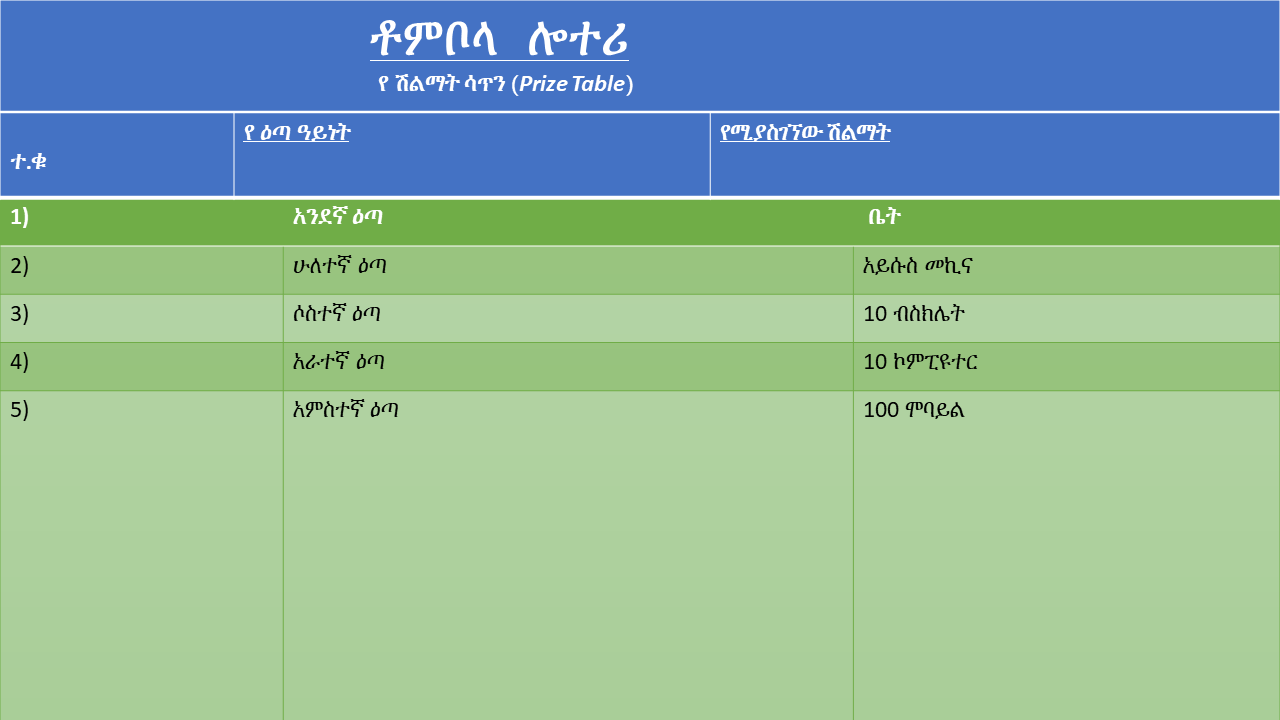 ቶምቦላ ሎተሪ
የ ሽልማት ሳጥን (Prize Table)
ተ.ቁ የ ዕጣ ዓይነት የሚያስገኘው ሽልማት
1) አንደኛ ዕጣ ቤት
2) ሁለተኛ ዕጣ አይሱስ መኪና
3) ሶስተኛ ዕጣ 10 ብስክሌት
4) አራተኛ ዕጣ 10 ኮምፒዩተር
5) አምስተኛ ዕጣ 100 ሞባይል